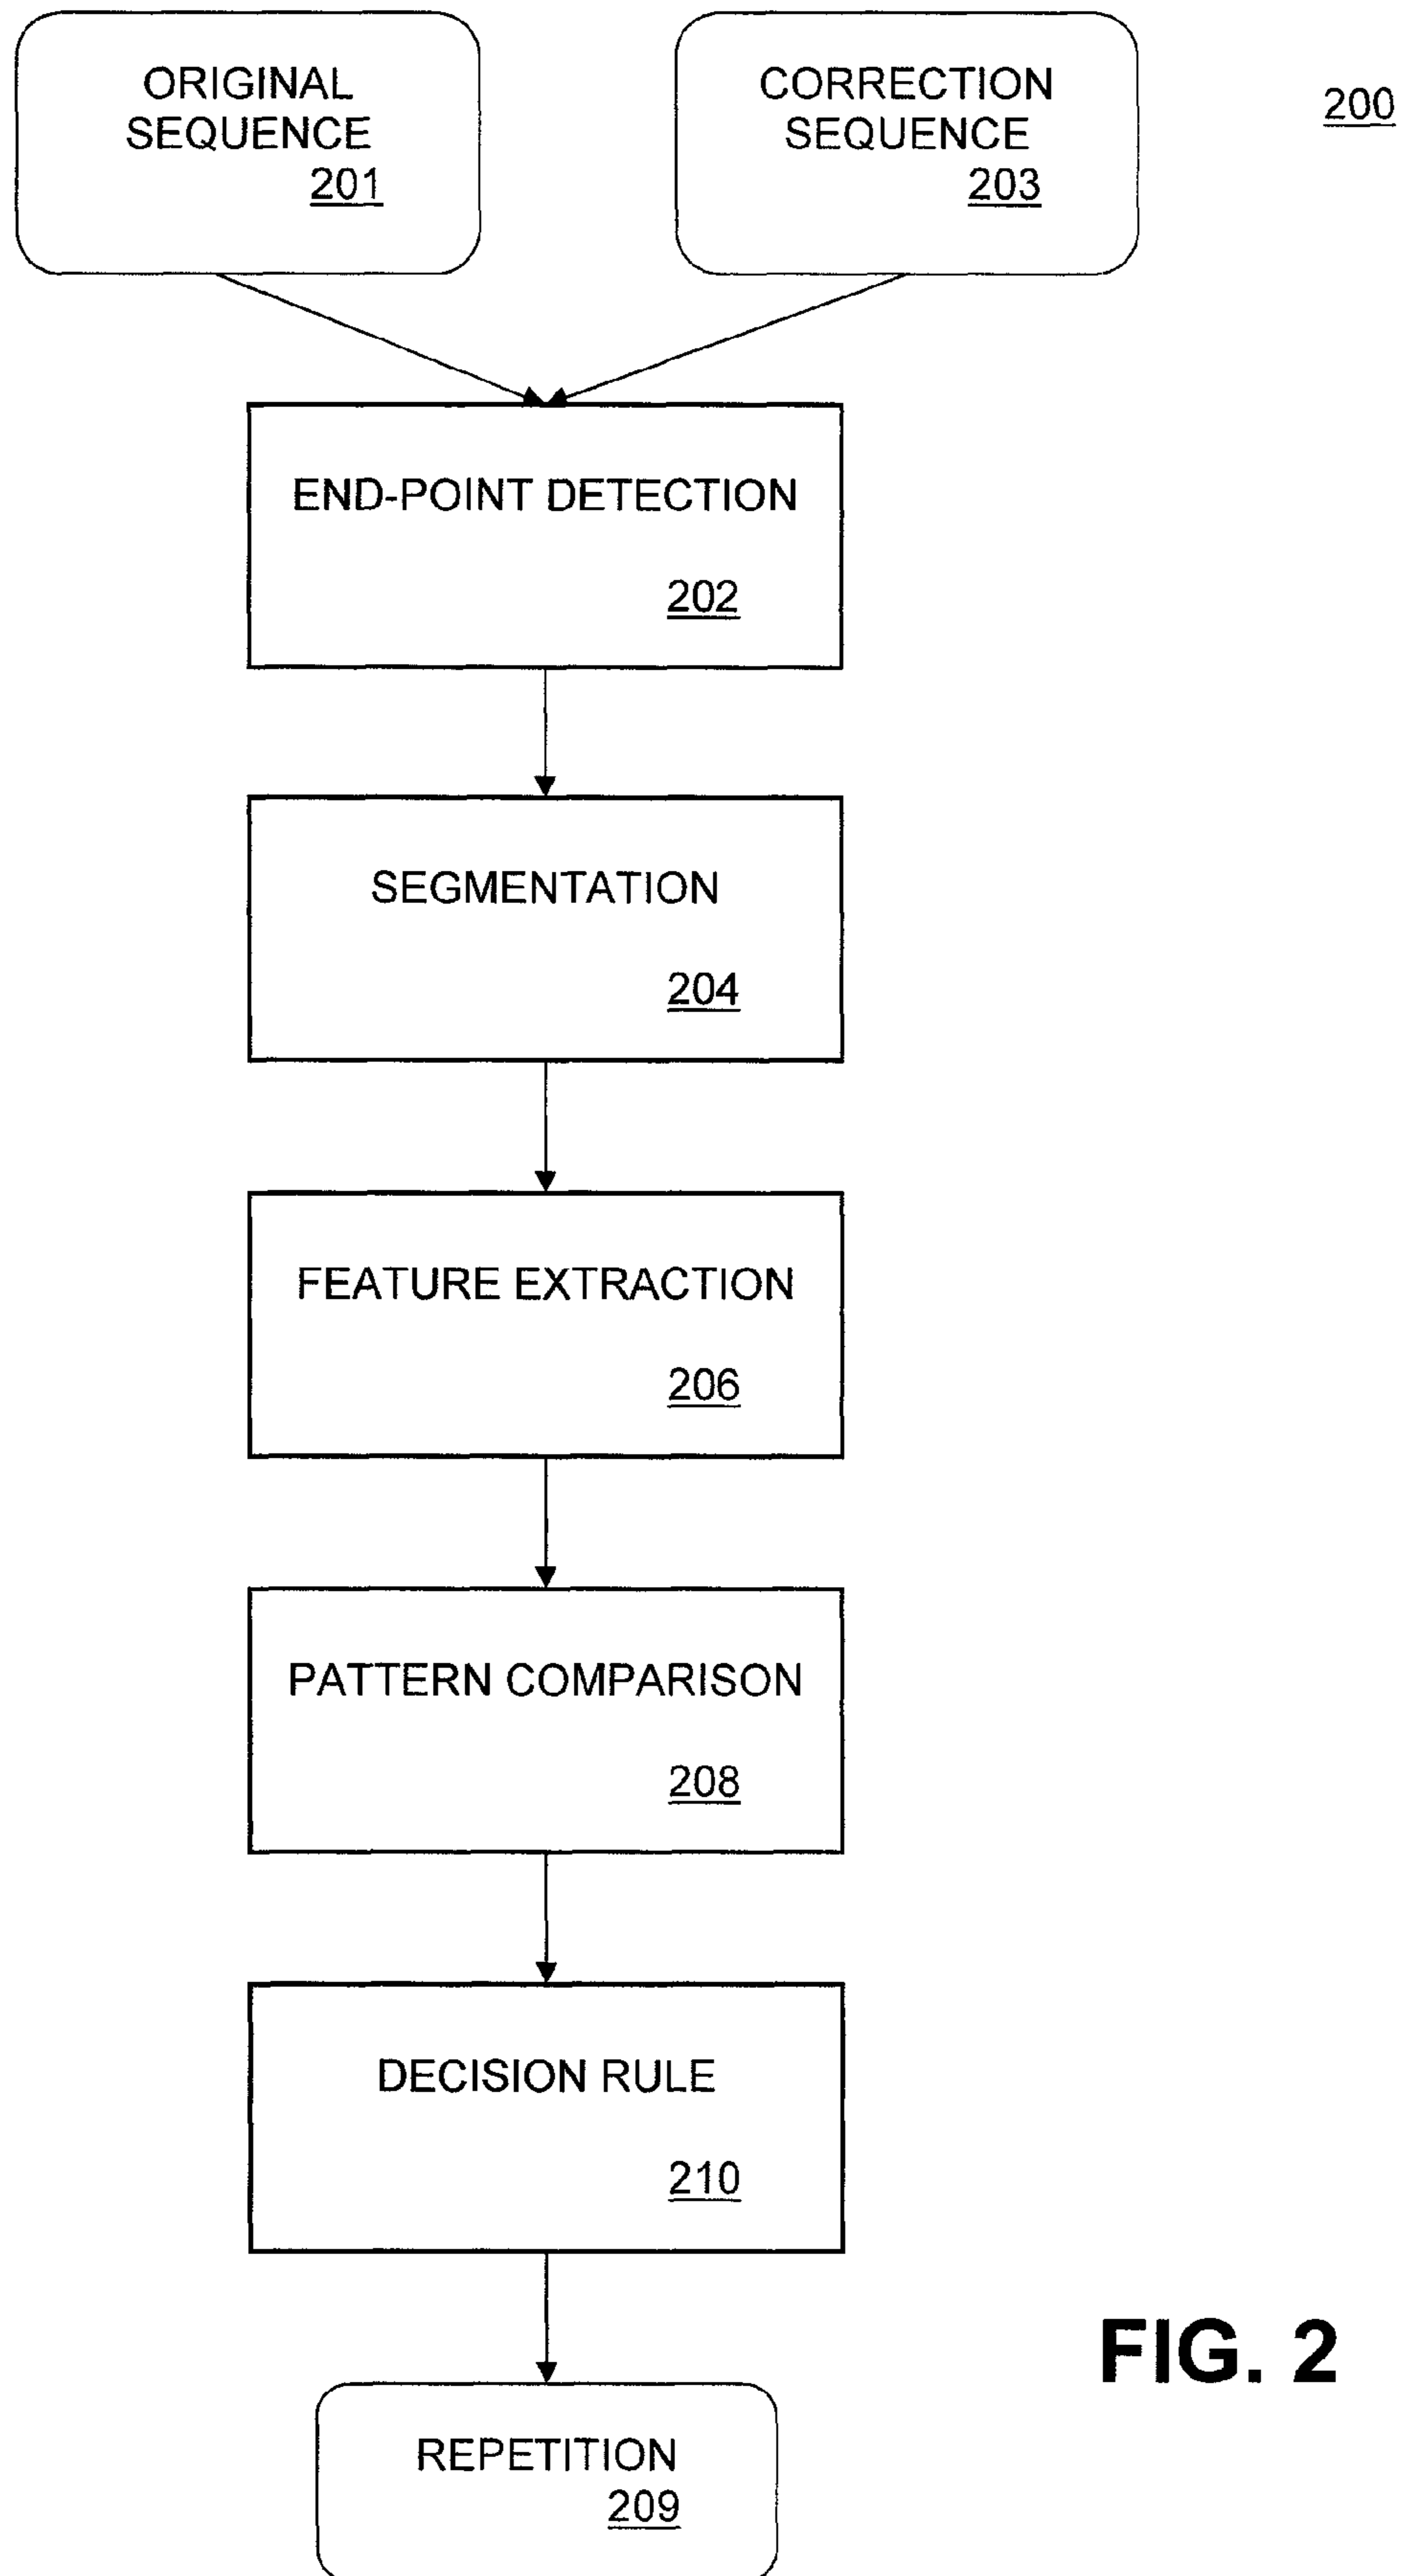 ORIGINAL
SEQUENCE
201
CORRECTION
SEQUENCE
203
200
END-POINT DETECTION
202
SEGMENTATION
204
FEATURE EXTRACTION
206
PATTERN COMPARISON
208
DECISION RULE
210
REPETITION
209
FIG. 2